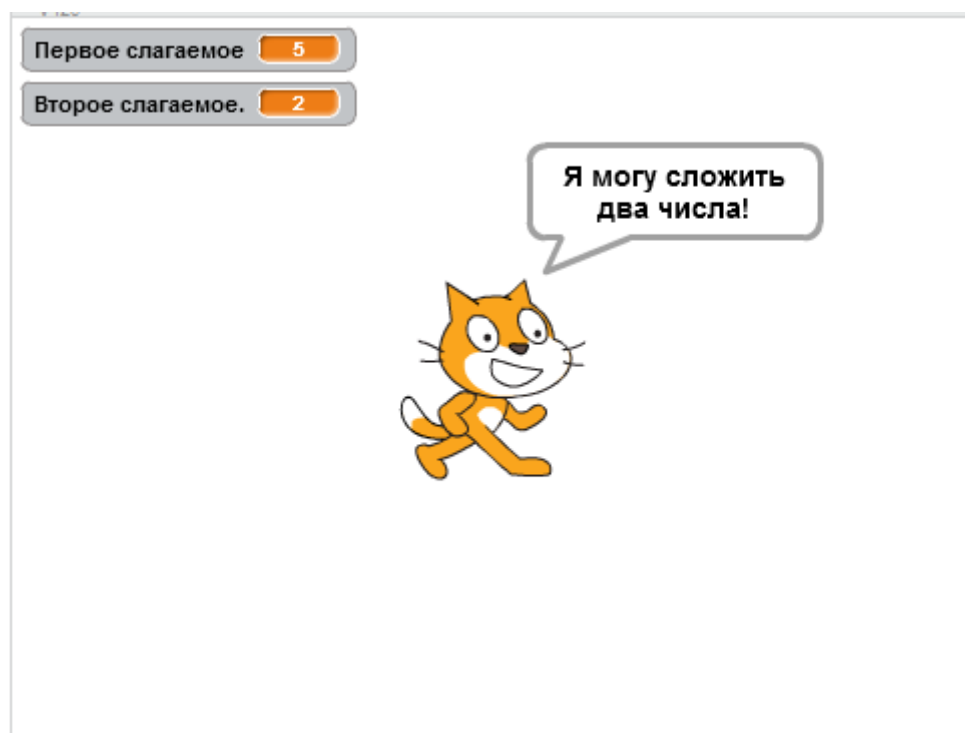 Первое слагаемое 5
Второе слагаемое. 2
Я могу сложить
два числа!